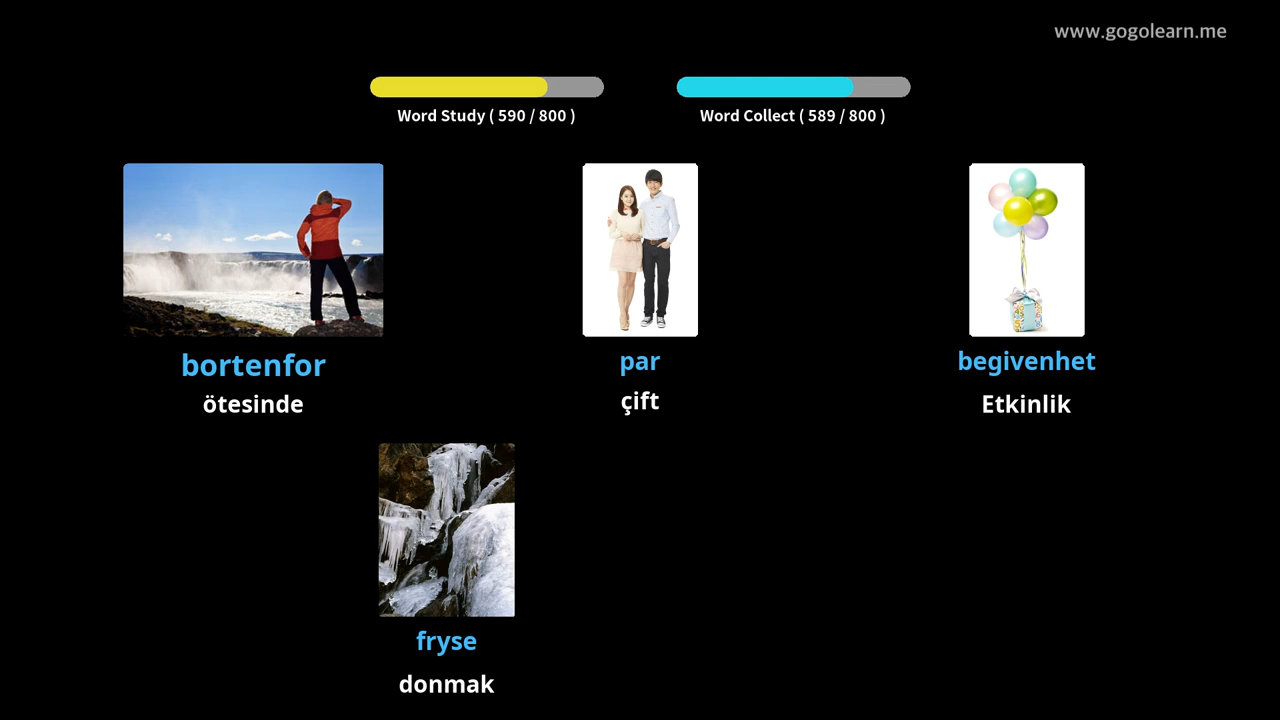 www.gogolearn.me
Word Study ( 590 / 800 )
Word Collect ( 589 / 800 )
bortenfor
ötesinde
par
çift
begivenhet
Etkinlik
fryse
donmak